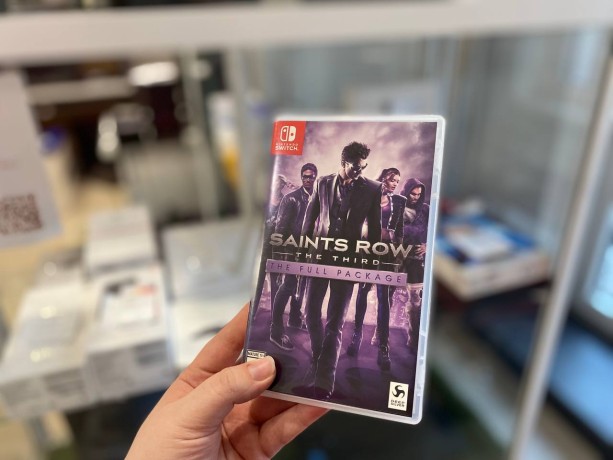 NINTENDO
SWITCH
SAINTS ROW
THE THIRD
THE FULL PACKAGE
DEEP
SILVER